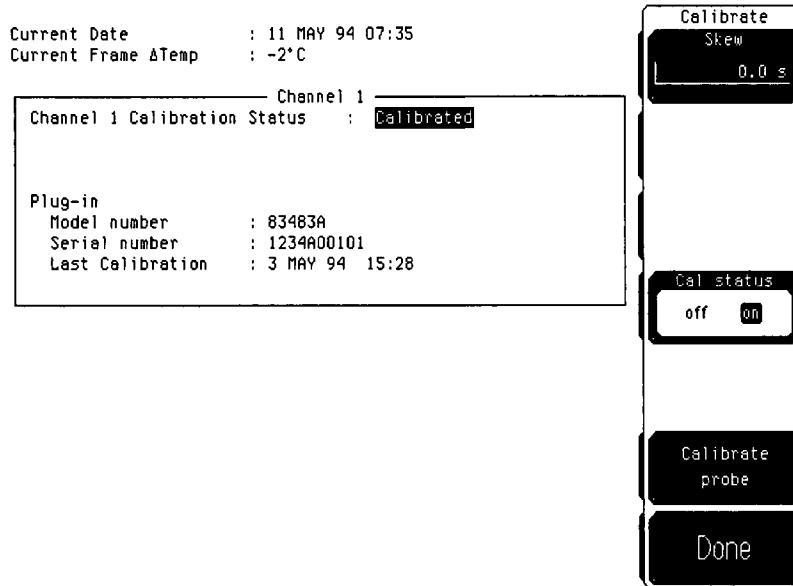 Current Date : 11 MAY 94 07:35
Current Frame ΔTemp : -2°C
Channel 1
Channel 1 Calibration Status : Calibrated
Plug-in
Model number : 83483A
Serial number : 1234A00101
Last Calibration : 3 MAY 94 15:28
Calibrate
Skew
0.0 s
Cal status
off on
Calibrate
probe
Done